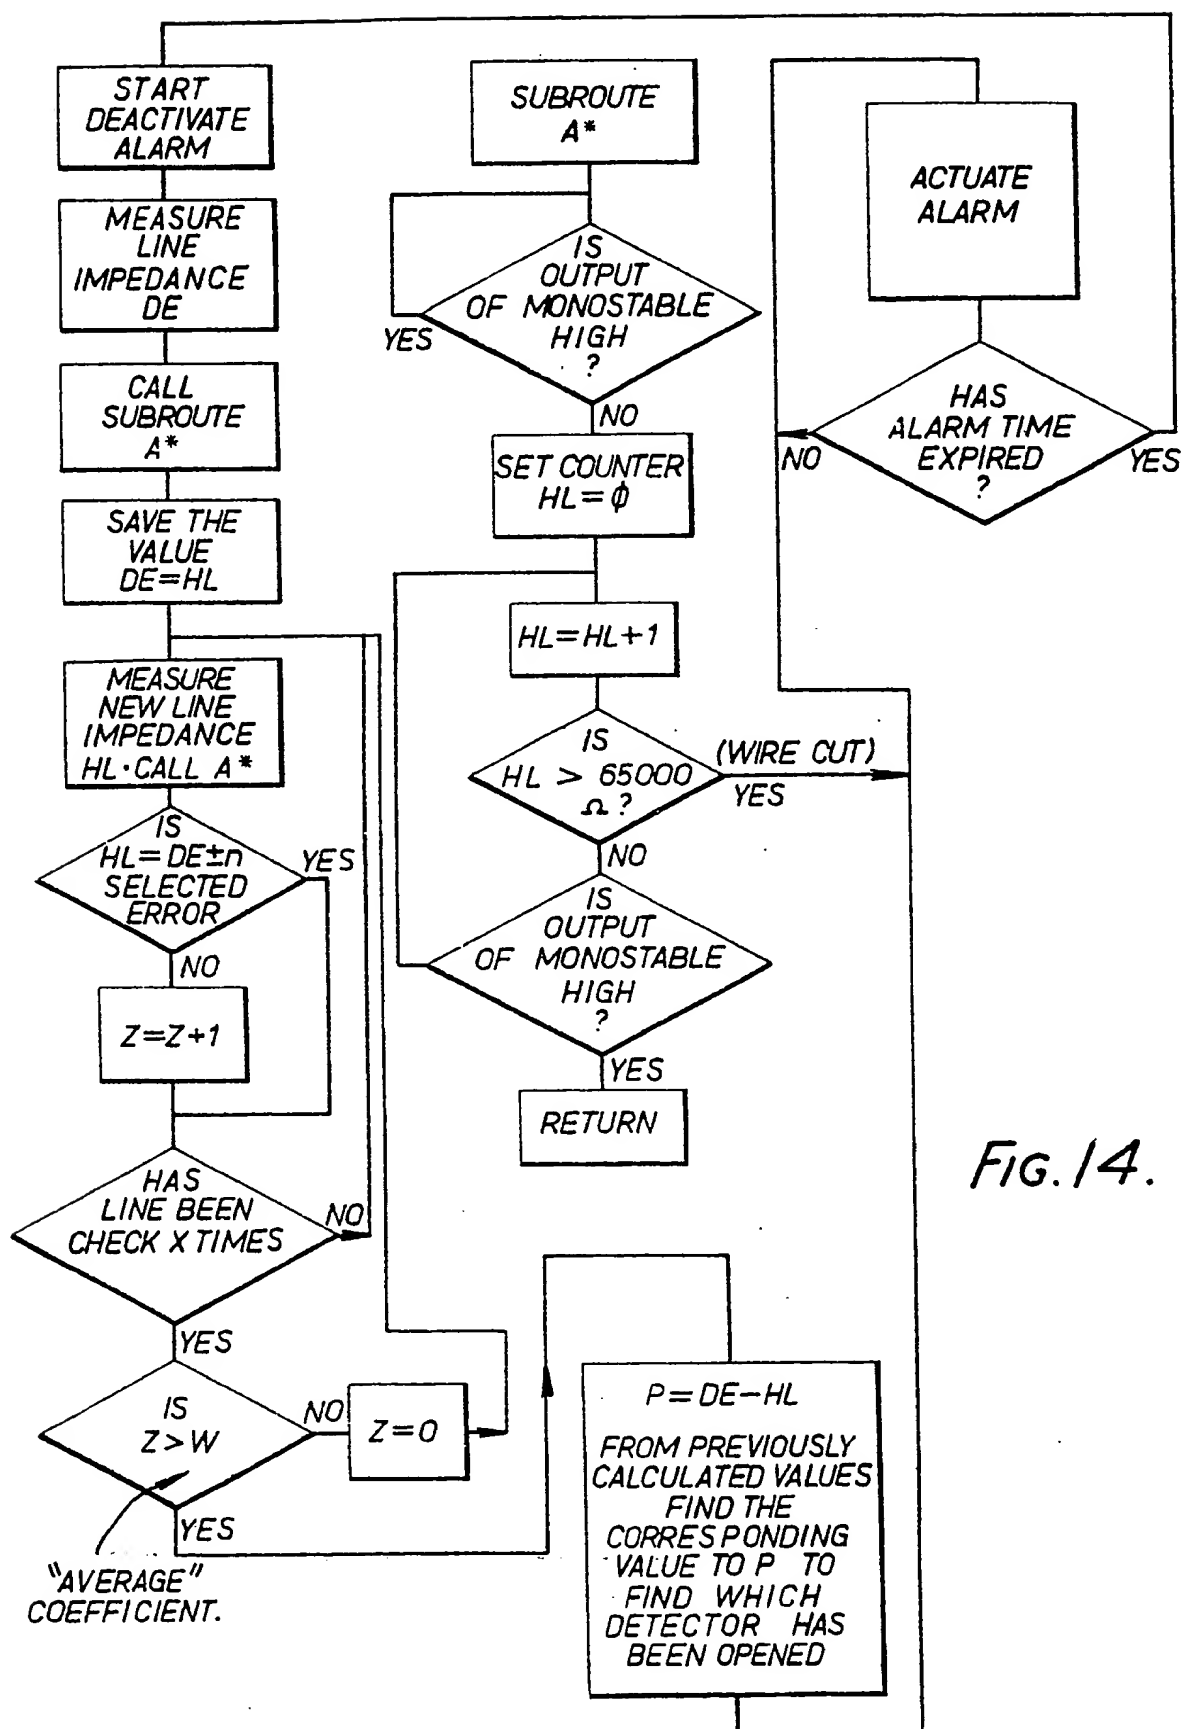 START
DEACTIVATE
ALARM
MEASURE
LINE
IMPEDANCE
DE
CALL
SUBROUTE
A*
SAVE THE
VALUE
DE=HL
MEASURE
NEW LINE
IMPEDANCE
HL·CALL A*
IS
HL=DE±n
SELECTED
ERROR
YES
NO
Z=Z+1
HAS
LINE BEEN
CHECK X TIMES
NO
YES
IS
Z>W
NO
Z=0
YES
"AVERAGE"
COEFFICIENT.
SUBROUTE
A*
IS
OUTPUT
OF MONOSTABLE
HIGH
?
YES
NO
SET COUNTER
HL=ϕ
HL=HL+1
IS
HL > 65000
Ω ?
(WIRE CUT)
YES
NO
IS
OUTPUT
OF MONOSTABLE
HIGH
?
YES
RETURN
ACTUATE
ALARM
HAS
ALARM TIME
EXPIRED
?
NO
YES
P=DE-HL
FROM PREVIOUSLY
CALCULATED VALUES
FIND THE
CORRESPONDING
VALUE TO P TO
FIND WHICH
DETECTOR HAS
BEEN OPENED
FIG. 14.